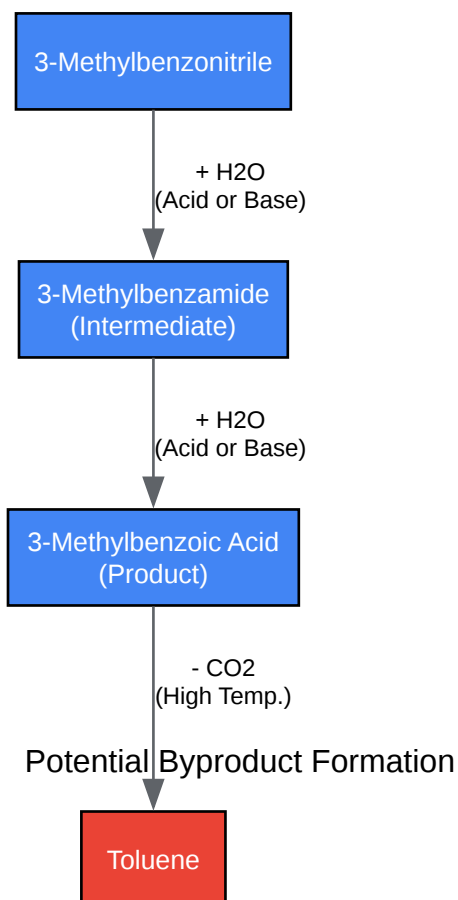 3-Methylbenzonitrile
+ H2O
(Acid or Base)
3-Methylbenzamide
(Intermediate)
+ H2O
(Acid or Base)
3-Methylbenzoic Acid
(Product)
- CO2
(High Temp.)
Potential Byproduct Formation
Toluene